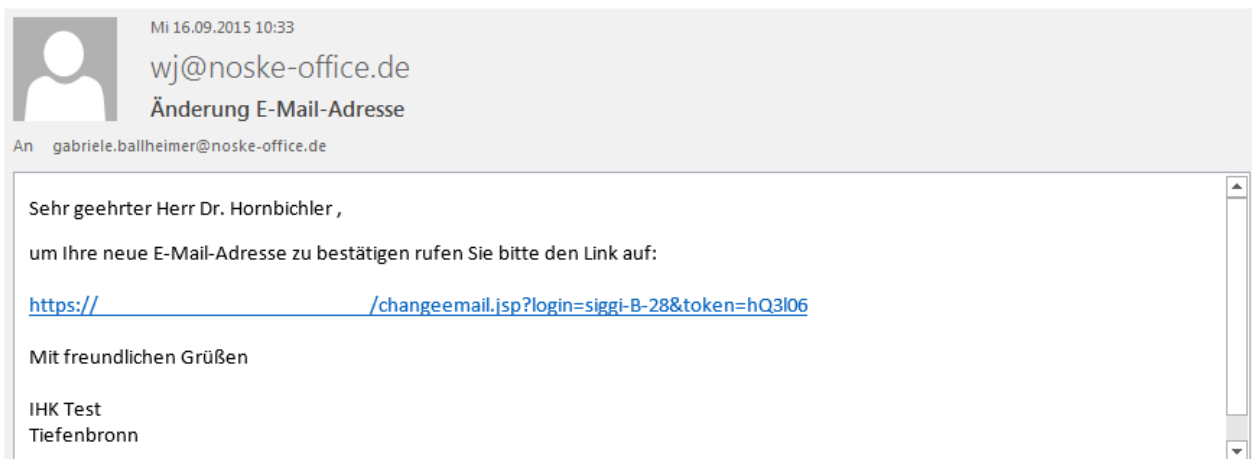 Mi 16.09.2015 10:33
wj@noske-office.de
Änderung E-Mail-Adresse
An gabriele.ballheimer@noske-office.de
Sehr geehrter Herr Dr. Hornbichler ,
um Ihre neue E-Mail-Adresse zu bestätigen rufen Sie bitte den Link auf:
https:// /changeemail.jsp?login=siggi-B-28&token=hQ3l06
Mit freundlichen Grüßen
IHK Test
Tiefenbronn